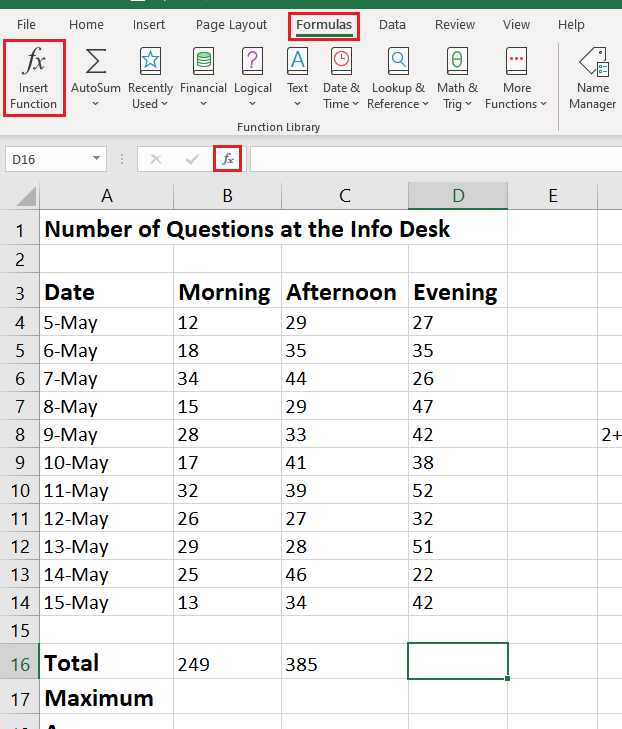 File Home Insert Page Layout Formulas Data Review View Help
fx Σ ? A θ
Insert Function AutoSum Recently Used Financial Logical Text Date & Time Lookup & Reference Math & Trig More Functions Name Manager
Function Library
D16 fx
A B C D E
1 Number of Questions at the Info Desk
2
3 Date Morning Afternoon Evening
4 5-May 12 29 27
5 6-May 18 35 35
6 7-May 34 44 26
7 8-May 15 29 47
8 9-May 28 33 42 2+
9 10-May 17 41 38
10 11-May 32 39 52
11 12-May 26 27 32
12 13-May 29 28 51
13 14-May 25 46 22
14 15-May 13 34 42
15
16 Total 249 385
17 Maximum